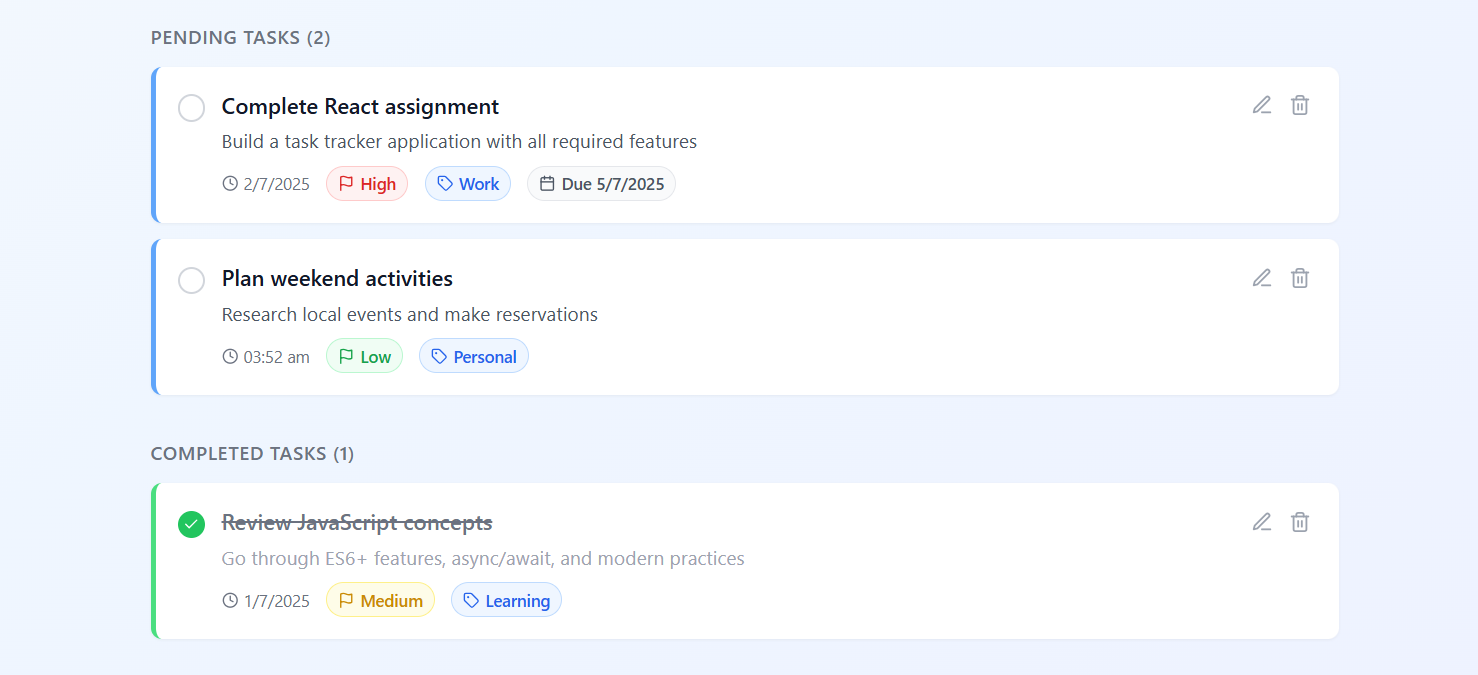 PENDING TASKS (2)
Complete React assignment
Build a task tracker application with all required features
2/7/2025 High Work Due 5/7/2025
Plan weekend activities
Research local events and make reservations
03:52 am Low Personal
COMPLETED TASKS (1)
Review JavaScript concepts
Go through ES6+ features, async/await, and modern practices
1/7/2025 Medium Learning